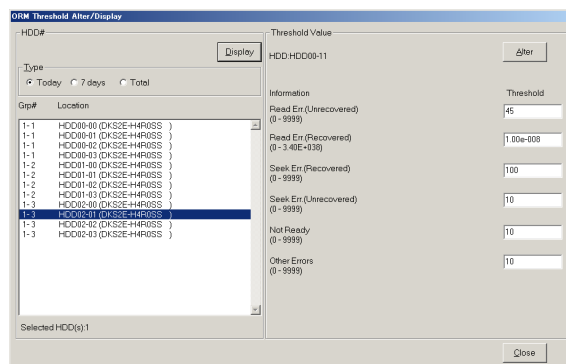 ORM Threshold Alter/Display
HDD#
Display
Type
Today 7 days Total
Grp# Location
1-1 HDD00-00 (DKS2E-H4R0SS )
1-1 HDD00-01 (DKS2E-H4R0SS )
1-1 HDD00-02 (DKS2E-H4R0SS )
1-1 HDD00-03 (DKS2E-H4R0SS )
1-2 HDD01-00 (DKS2E-H4R0SS )
1-2 HDD01-01 (DKS2E-H4R0SS )
1-2 HDD01-02 (DKS2E-H4R0SS )
1-2 HDD01-03 (DKS2E-H4R0SS )
1-3 HDD02-00 (DKS2E-H4R0SS )
1-3 HDD02-01 (DKS2E-H4R0SS )
1-3 HDD02-02 (DKS2E-H4R0SS )
1-3 HDD02-03 (DKS2E-H4R0SS )
Selected HDD(s):1
Threshold Value
HDD:HDD00-11
Alter
Information Threshold
Read Err.(Unrecovered) 45
(0 - 9999)
Read Err.(Recovered) 1.00e-008
(0 - 3.40E+038)
Seek Err.(Recovered) 100
(0 - 9999)
Seek Err.(Unrecovered) 10
(0 - 9999)
Not Ready 10
(0 - 9999)
Other Errors 10
(0 - 9999)
Close